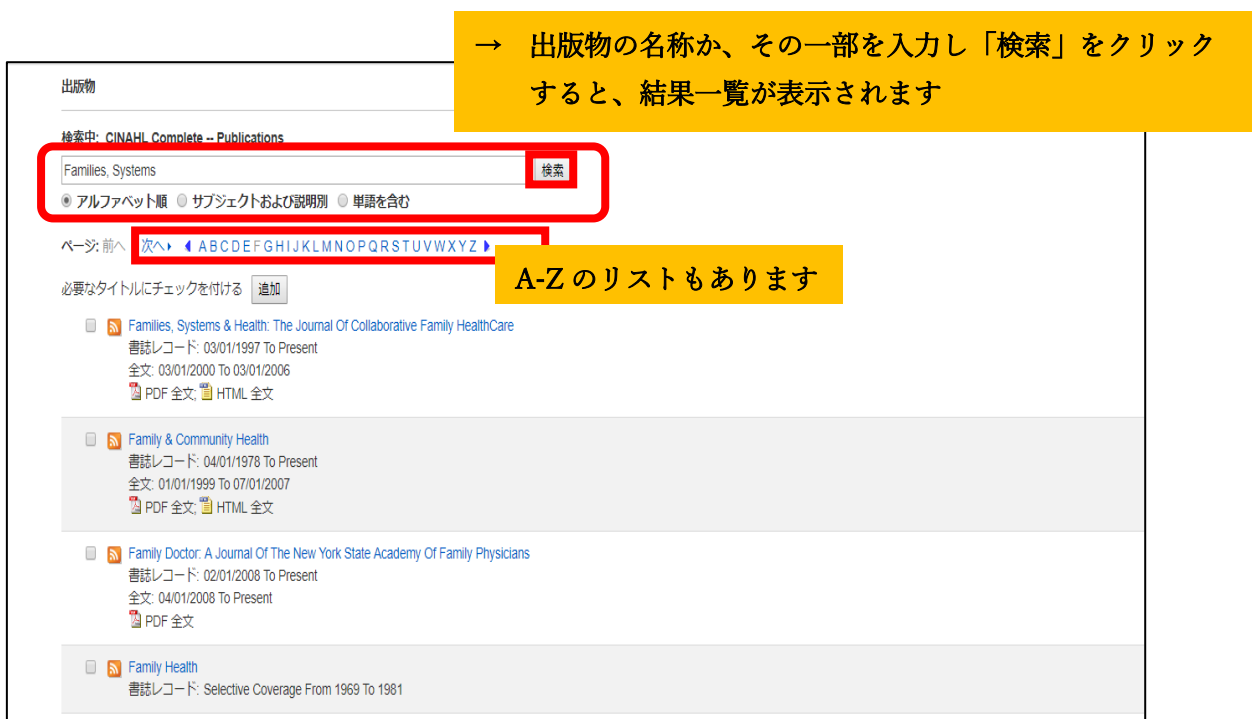 → 出版物の名称か、その一部を入力し「検索」をクリック
すると、結果一覧が表示されます
出版物
検索中: CINAHL Complete -- Publications
Families, Systems 検索
アルファベット順 サブジェクトおよび説明別 単語を含む
ページ: 前へ 次へ A B C D E F G H I J K L M N O P Q R S T U V W X Y Z
A-Z のリストもあります
必要なタイトルにチェックを付ける 追加
Families, Systems & Health: The Journal Of Collaborative Family HealthCare
書誌レコード: 03/01/1997 To Present
全文: 03/01/2000 To 03/01/2006
PDF 全文; HTML 全文
Family & Community Health
書誌レコード: 04/01/1978 To Present
全文: 01/01/1999 To 07/01/2007
PDF 全文; HTML 全文
Family Doctor: A Journal Of The New York State Academy Of Family Physicians
書誌レコード: 02/01/2008 To Present
全文: 04/01/2008 To Present
PDF 全文
Family Health
書誌レコード: Selective Coverage From 1969 To 1981